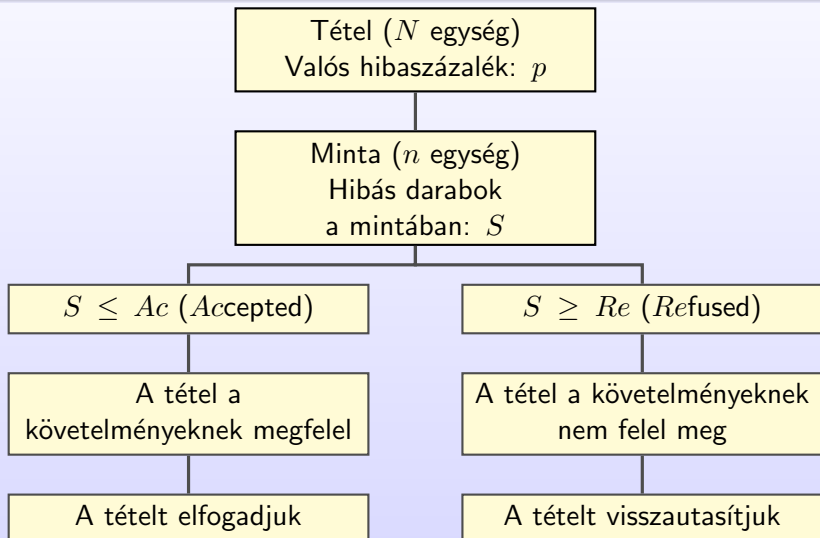 Tétel (N egység)
Valós hibaszázalék: p
Minta (n egység)
Hibás darabok
a mintában: S
S ≤ Ac (Accepted)
S ≥ Re (Refused)
A tétel a
követelményeknek megfelel
A tétel a követelményeknek
nem felel meg
A tételt elfogadjuk
A tételt visszautasítjuk